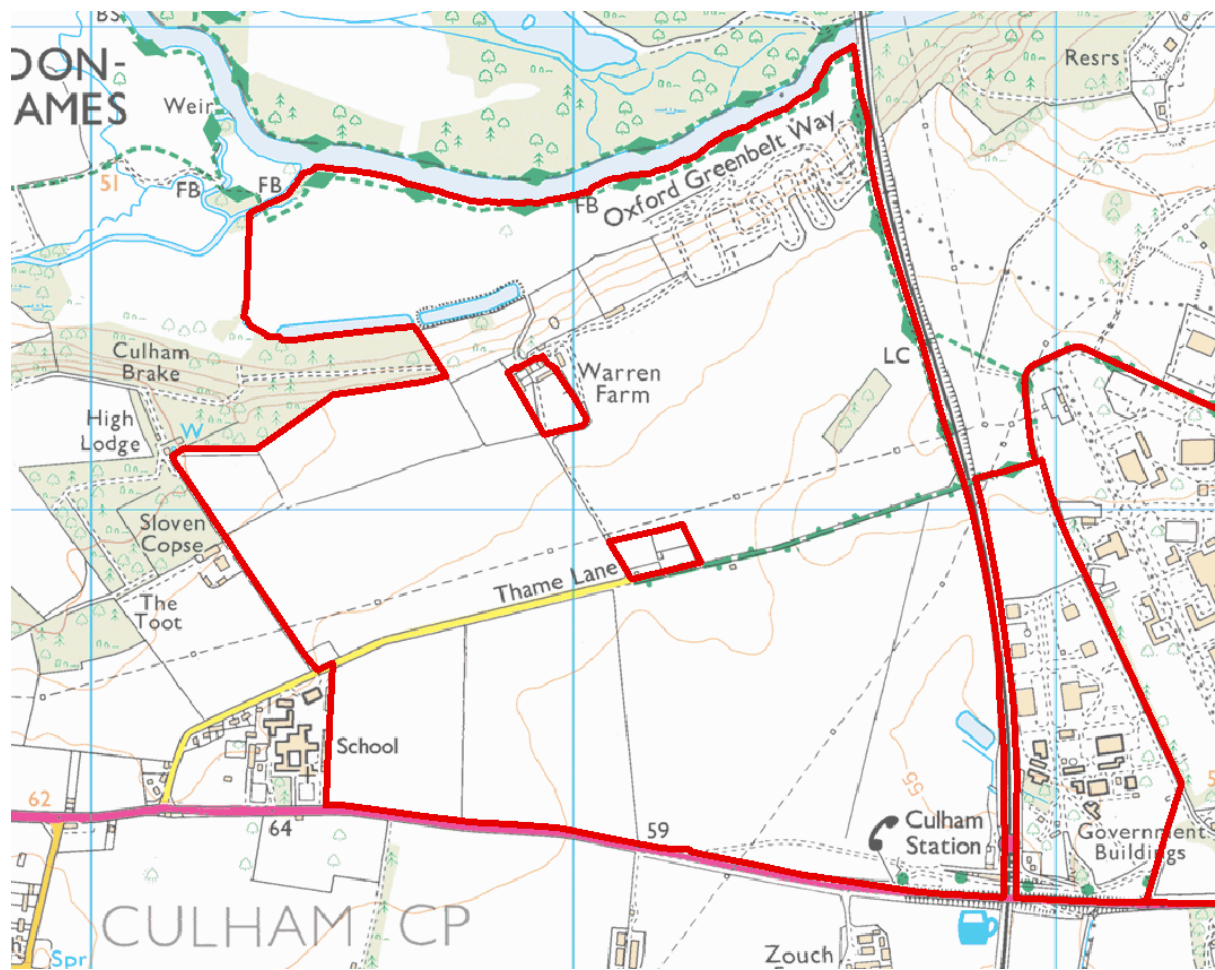 BS
DON-
AMES
Weir
Resrs
51
FB
FB
FB
Oxford Greenbelt Way
Culham
Brake
Warren
Farm
LC
High
Lodge
W
Sloven
Copse
Thame Lane
The
Toot
School
55
62
64
59
Culham
Station
Government
Buildings
5
CULHAM CP
Zouch
Spr